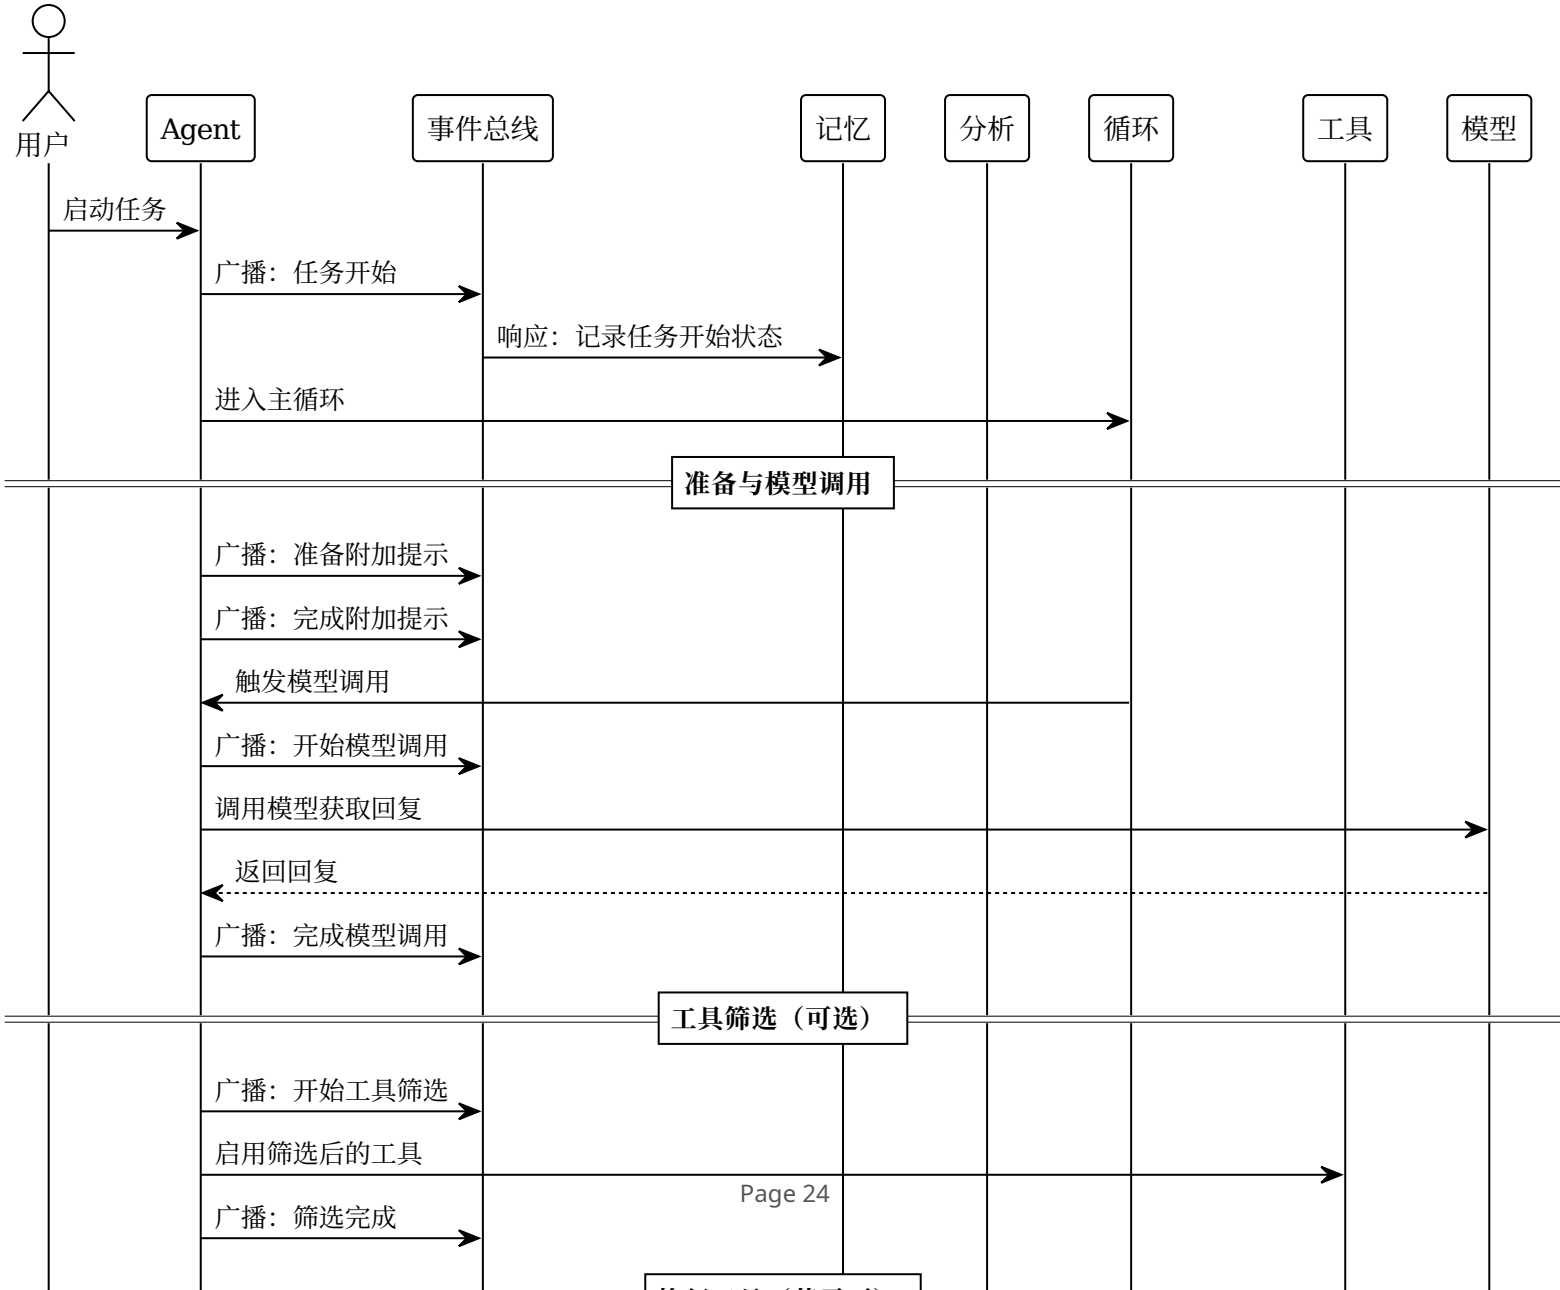 用户
Agent
事件总线
记忆
分析
循环
工具
模型
启动任务
广播：任务开始
响应：记录任务开始状态
进入主循环
准备与模型调用
广播：准备附加提示
广播：完成附加提示
触发模型调用
广播：开始模型调用
调用模型获取回复
返回回复
广播：完成模型调用
工具筛选（可选）
广播：开始工具筛选
启用筛选后的工具
Page 24
广播：筛选完成